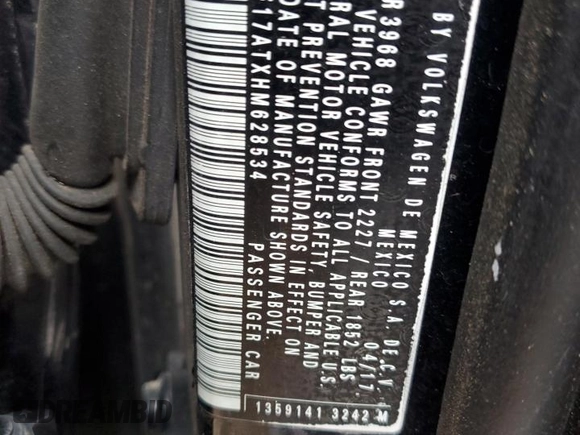 BY VOLKSWAGEN DE MEXICO S.A. DE C.V.
MEXICO 04/17
R3968 GAWR FRONT 2227 / REAR 1852 LBS
VEHICLE CONFORMS TO ALL APPLICABLE U.S.
RAL MOTOR VEHICLE SAFETY, BUMPER AND
T PREVENTION STANDARDS IN EFFECT ON
DATE OF MANUFACTURE SHOWN ABOVE.
17ATXHM628534 PASSENGER CAR
1359141 3242 M
DREAMBID